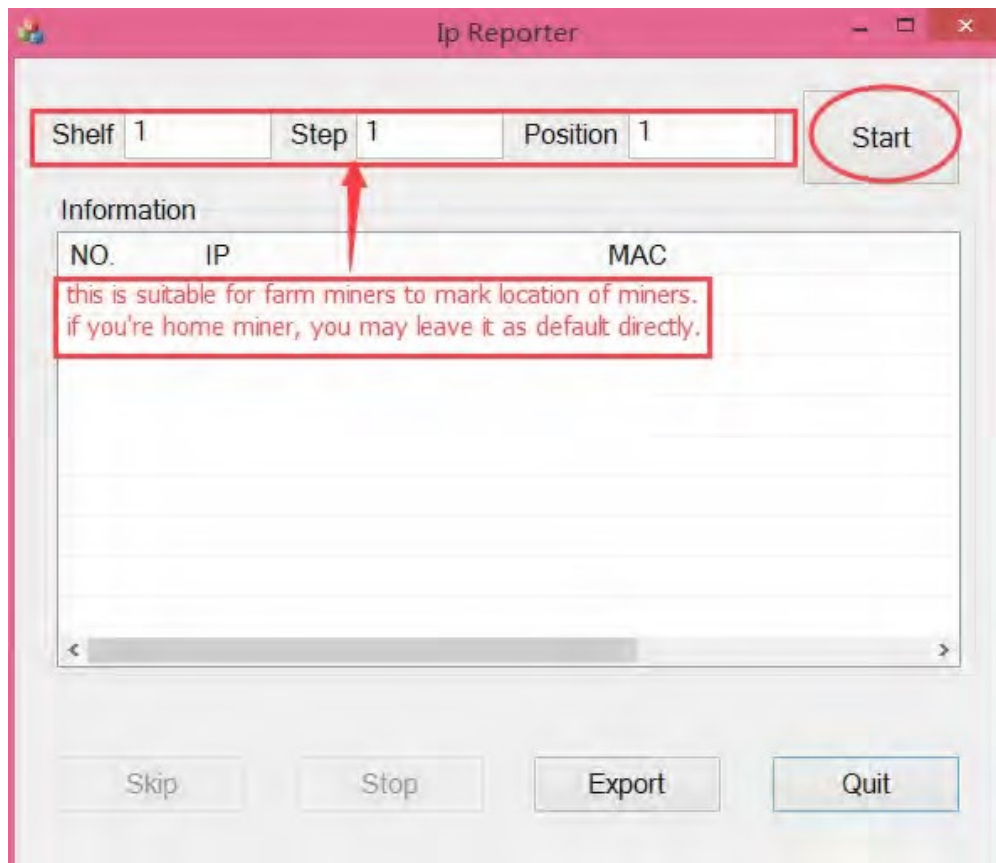 Ip Reporter
Shelf 1 Step 1 Position 1 Start
Information
NO. IP MAC
this is suitable for farm miners to mark location of miners.
if you're home miner, you may leave it as default directly.
Skip Stop Export Quit